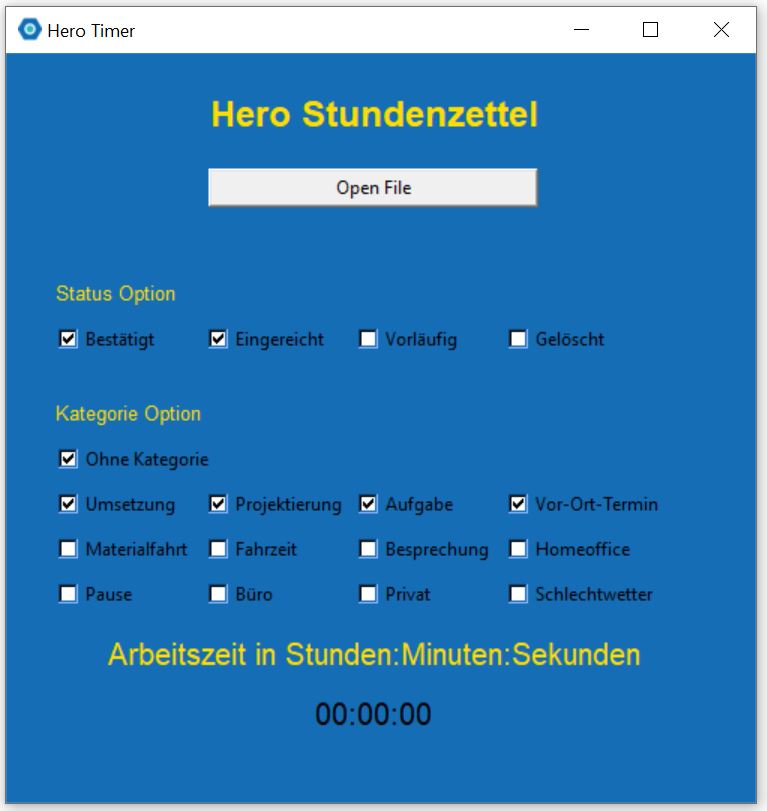 Hero Timer
Hero Stundenzettel
Open File
Status Option
Bestätigt Eingereicht Vorläufig Gelöscht
Kategorie Option
Ohne Kategorie
Umsetzung Projektierung Aufgabe Vor-Ort-Termin
Materialfahrt Fahrzeit Besprechung Homeoffice
Pause Büro Privat Schlechtwetter
Arbeitszeit in Stunden:Minuten:Sekunden
00:00:00